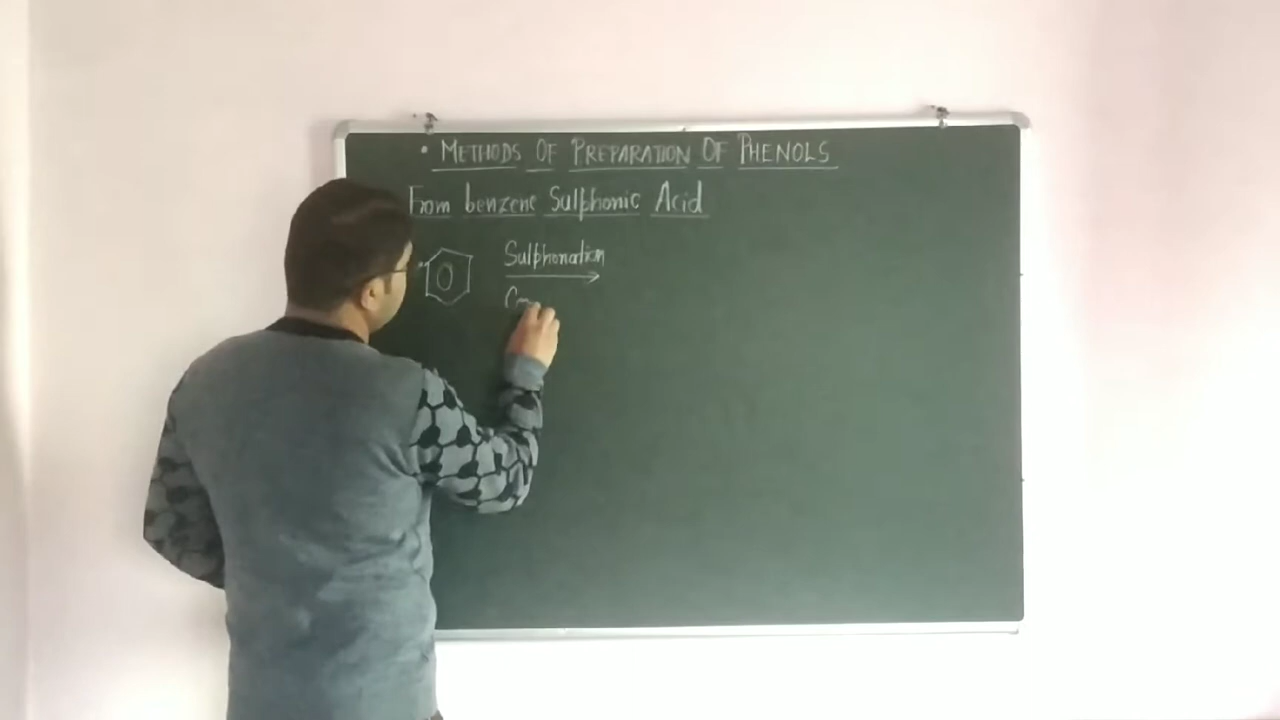 • METHODS OF PREPARATION OF PHENOLS
From benzene Sulphonic Acid
Sulphonation